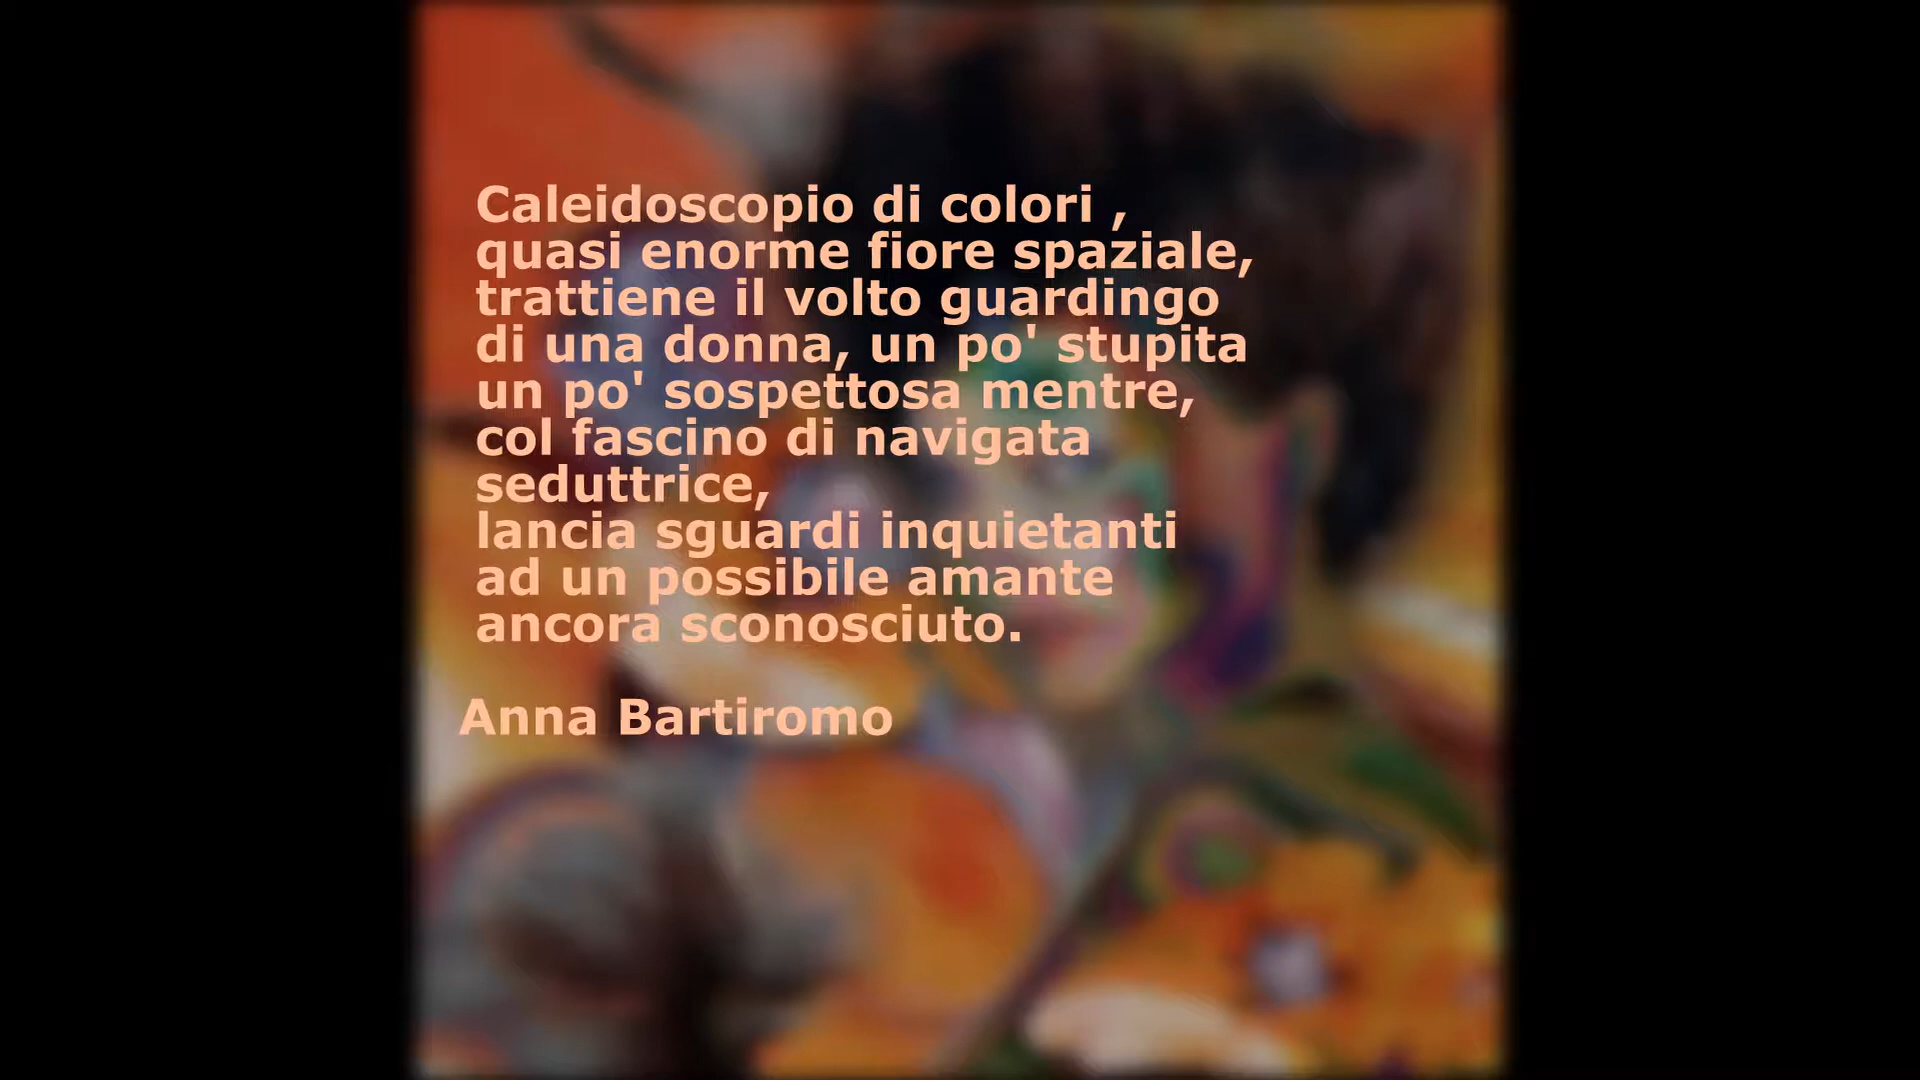 Caleidoscopio di colori ,
quasi enorme fiore spaziale,
trattiene il volto guardingo
di una donna, un po' stupita
un po' sospettosa mentre,
col fascino di navigata
seduttrice,
lancia sguardi inquietanti
ad un possibile amante
ancora sconosciuto.
Anna Bartiromo